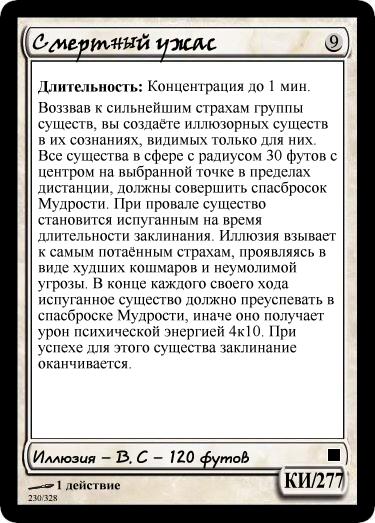 Смертный ужас 9
Длительность: Концентрация до 1 мин.
Воззвав к сильнейшим страхам группы
существ, вы создаёте иллюзорных существ
в их сознаниях, видимых только для них.
Все существа в сфере с радиусом 30 футов с
центром на выбранной точке в пределах
дистанции, должны совершить спасбросок
Мудрости. При провале существо
становится испуганным на время
длительности заклинания. Иллюзия взывает
к самым потаённым страхам, проявляясь в
виде худших кошмаров и неумолимой
угрозы. В конце каждого своего хода
испуганное существо должно преуспевать в
спасброске Мудрости, иначе оно получает
урон психической энергией 4к10. При
успехе для этого существа заклинание
оканчивается.
Иллюзия – В, С – 120 футов
КИ/277
1 действие
230/328